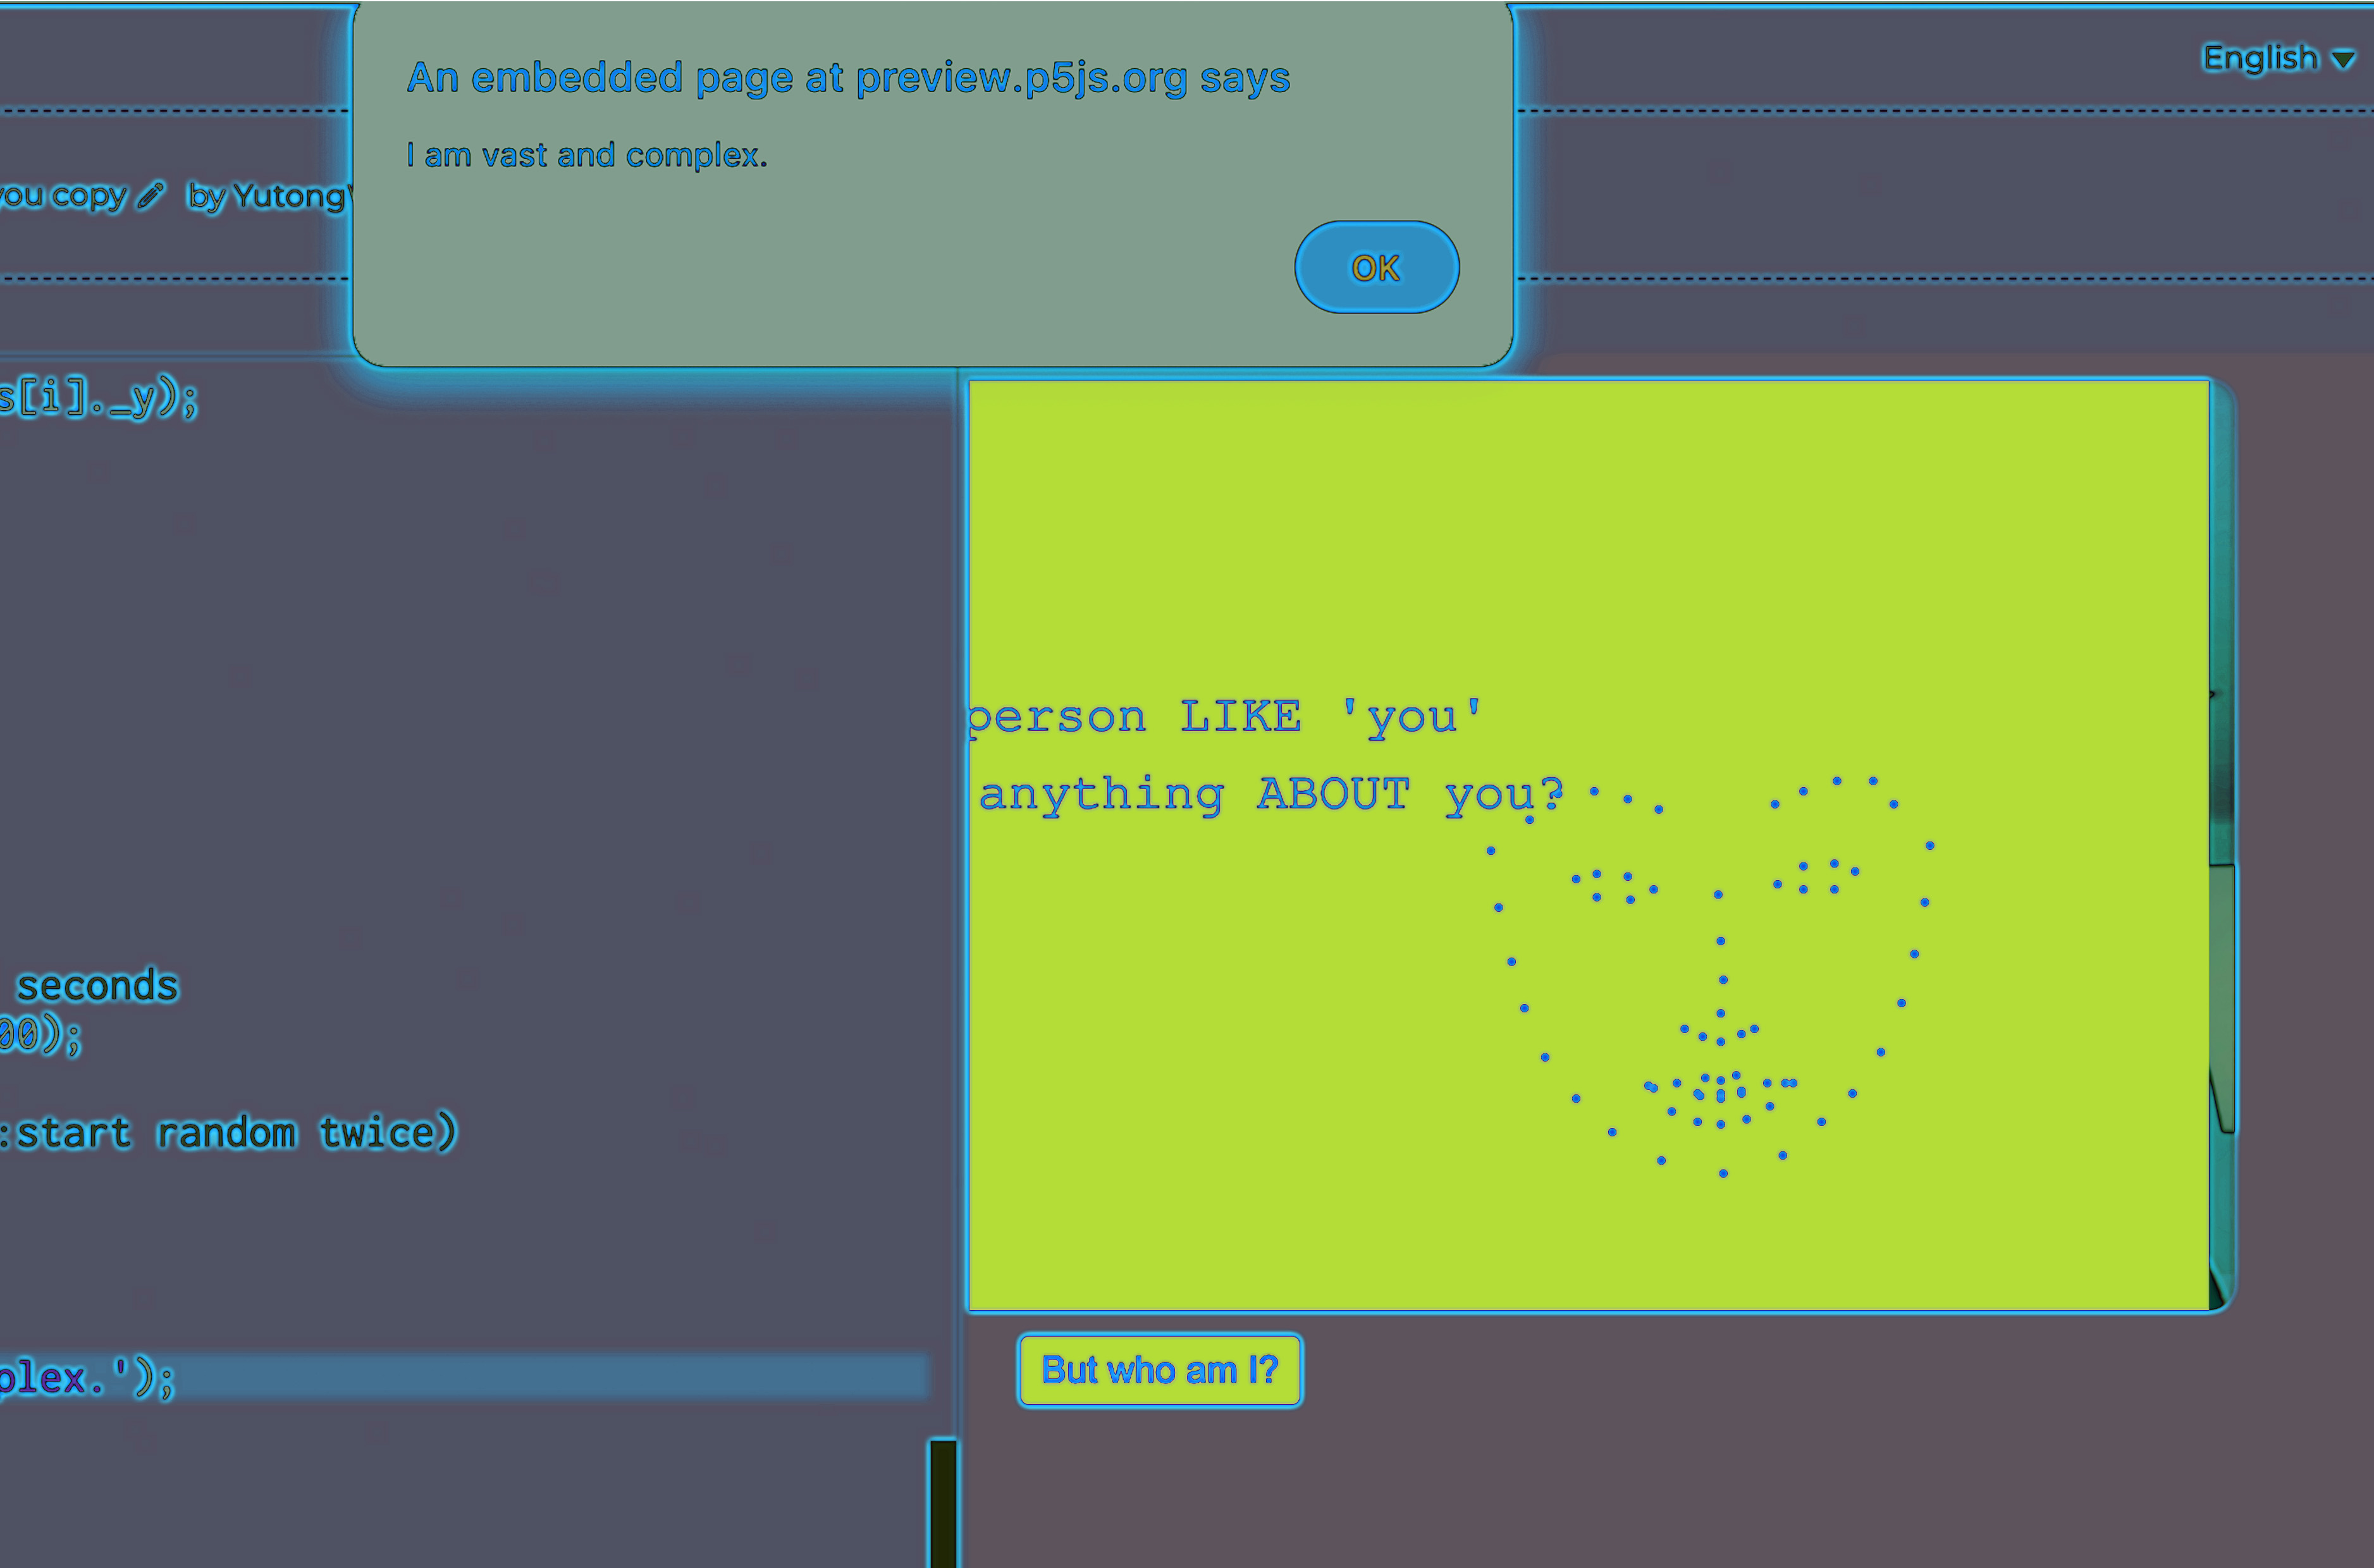 An embedded page at preview.p5js.org says
I am vast and complex.
OK
English
you copy by Yutong
s[i]._y);
person LIKE 'you'
anything ABOUT you?
seconds
00);
:start random twice)
plex.');
But who am I?